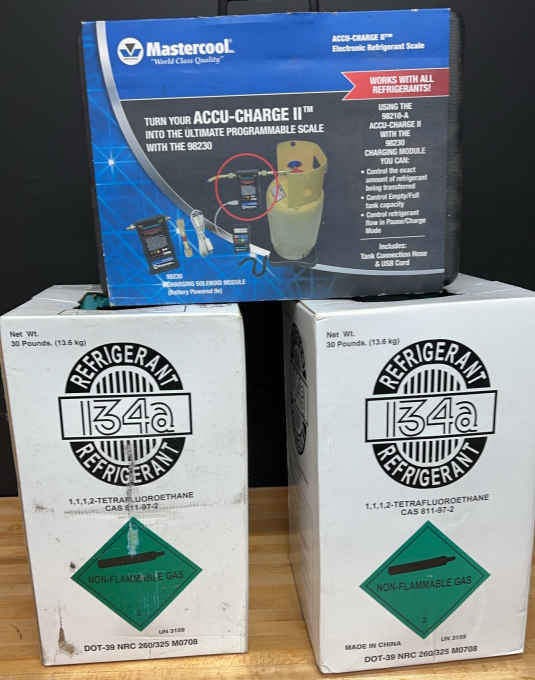 Mastercool
"World Class Quality"
ACCU-CHARGE II™
Electronic Refrigerant Scale
WORKS WITH ALL
REFRIGERANTS!
TURN YOUR ACCU-CHARGE II™
INTO THE ULTIMATE PROGRAMMABLE SCALE
WITH THE 98230
USING THE
98210-A
ACCU-CHARGE II
WITH THE
98230
CHARGING MODULE
YOU CAN:
• Control the exact
amount of refrigerant
being transferred
• Control Empty/Full
tank capacity
• Control refrigerant
flow in Pause/Charge
Mode
Includes:
Tank Connection Hose
& USB Cord
98230
CHARGING SOLENOID MODULE
(Battery Powered 9v)
Net Wt.
30 Pounds. (13.6 kg)
REFRIGERANT
134a
REFRIGERANT
1,1,1,2-TETRAFLUOROETHANE
CAS 811-97-2
NON-FLAMMABLE GAS
2
UN 3159
DOT-39 NRC 260/325 M0708
Net Wt.
30 Pounds. (13.6 kg)
REFRIGERANT
134a
REFRIGERANT
1,1,1,2-TETRAFLUOROETHANE
CAS 811-97-2
NON-FLAMMABLE GAS
2
MADE IN CHINA
UN 3159
DOT-39 NRC 260/325 M0708